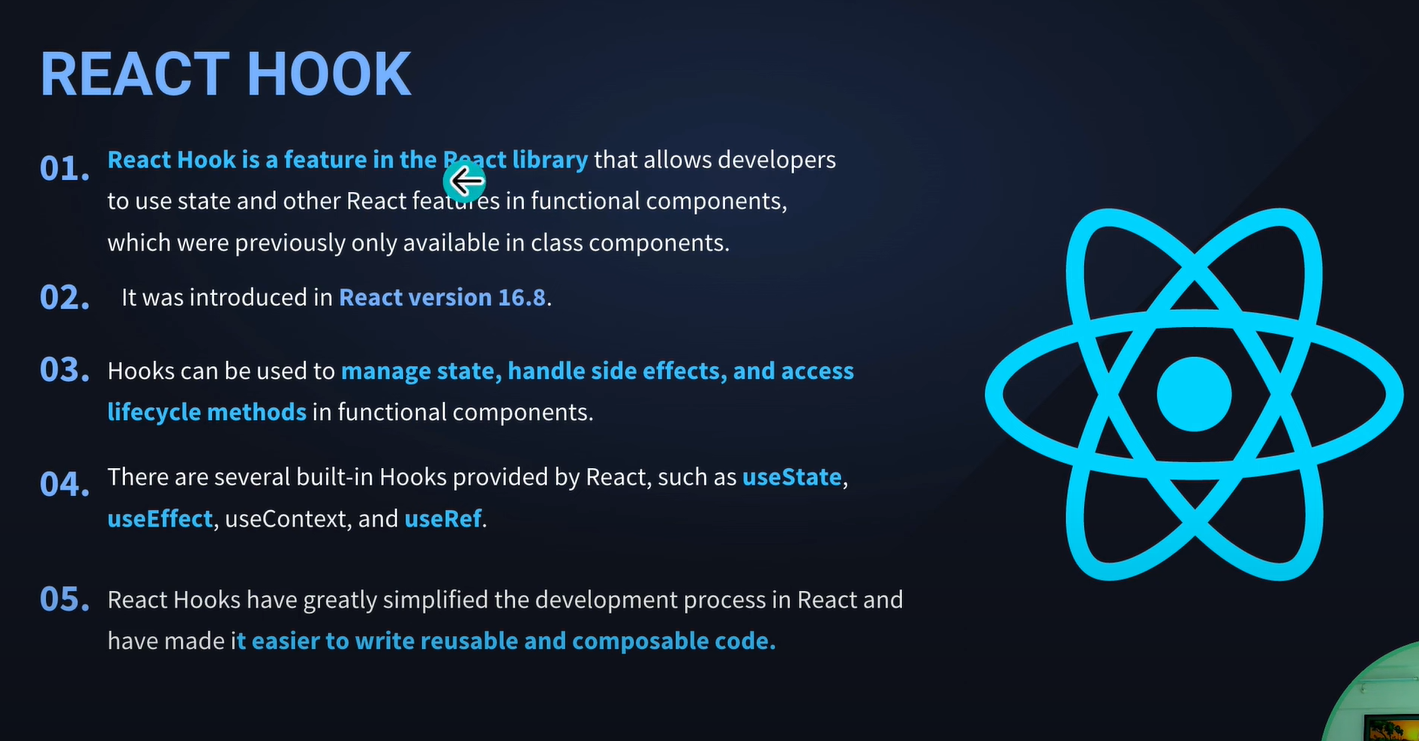 REACT HOOK
01. React Hook is a feature in the React library that allows developers
to use state and other React features in functional components,
which were previously only available in class components.
02. It was introduced in React version 16.8.
03. Hooks can be used to manage state, handle side effects, and access
lifecycle methods in functional components.
04. There are several built-in Hooks provided by React, such as useState,
useEffect, useContext, and useRef.
05. React Hooks have greatly simplified the development process in React and
have made it easier to write reusable and composable code.